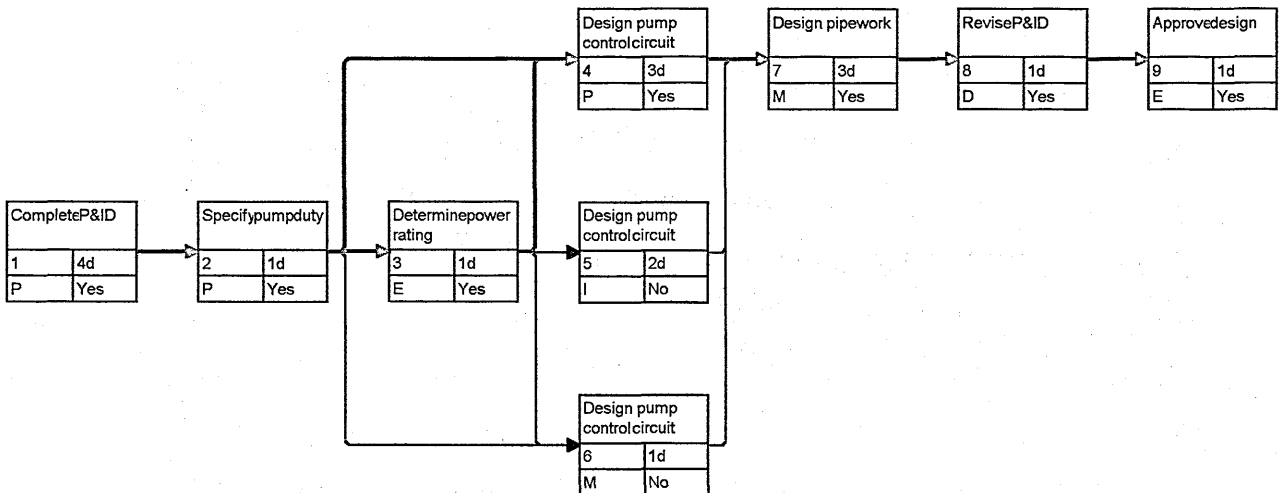 Design pump
controlcircuit
4 3d
P Yes
Design pipework
7 3d
M Yes
ReviseP&ID
8 1d
D Yes
Approvedesign
9 1d
E Yes
CompleteP&ID
1 4d
P Yes
Specifypumpduty
2 1d
P Yes
Determinepower
rating
3 1d
E Yes
Design pump
controlcircuit
5 2d
I No
Design pump
controlcircuit
6 1d
M No